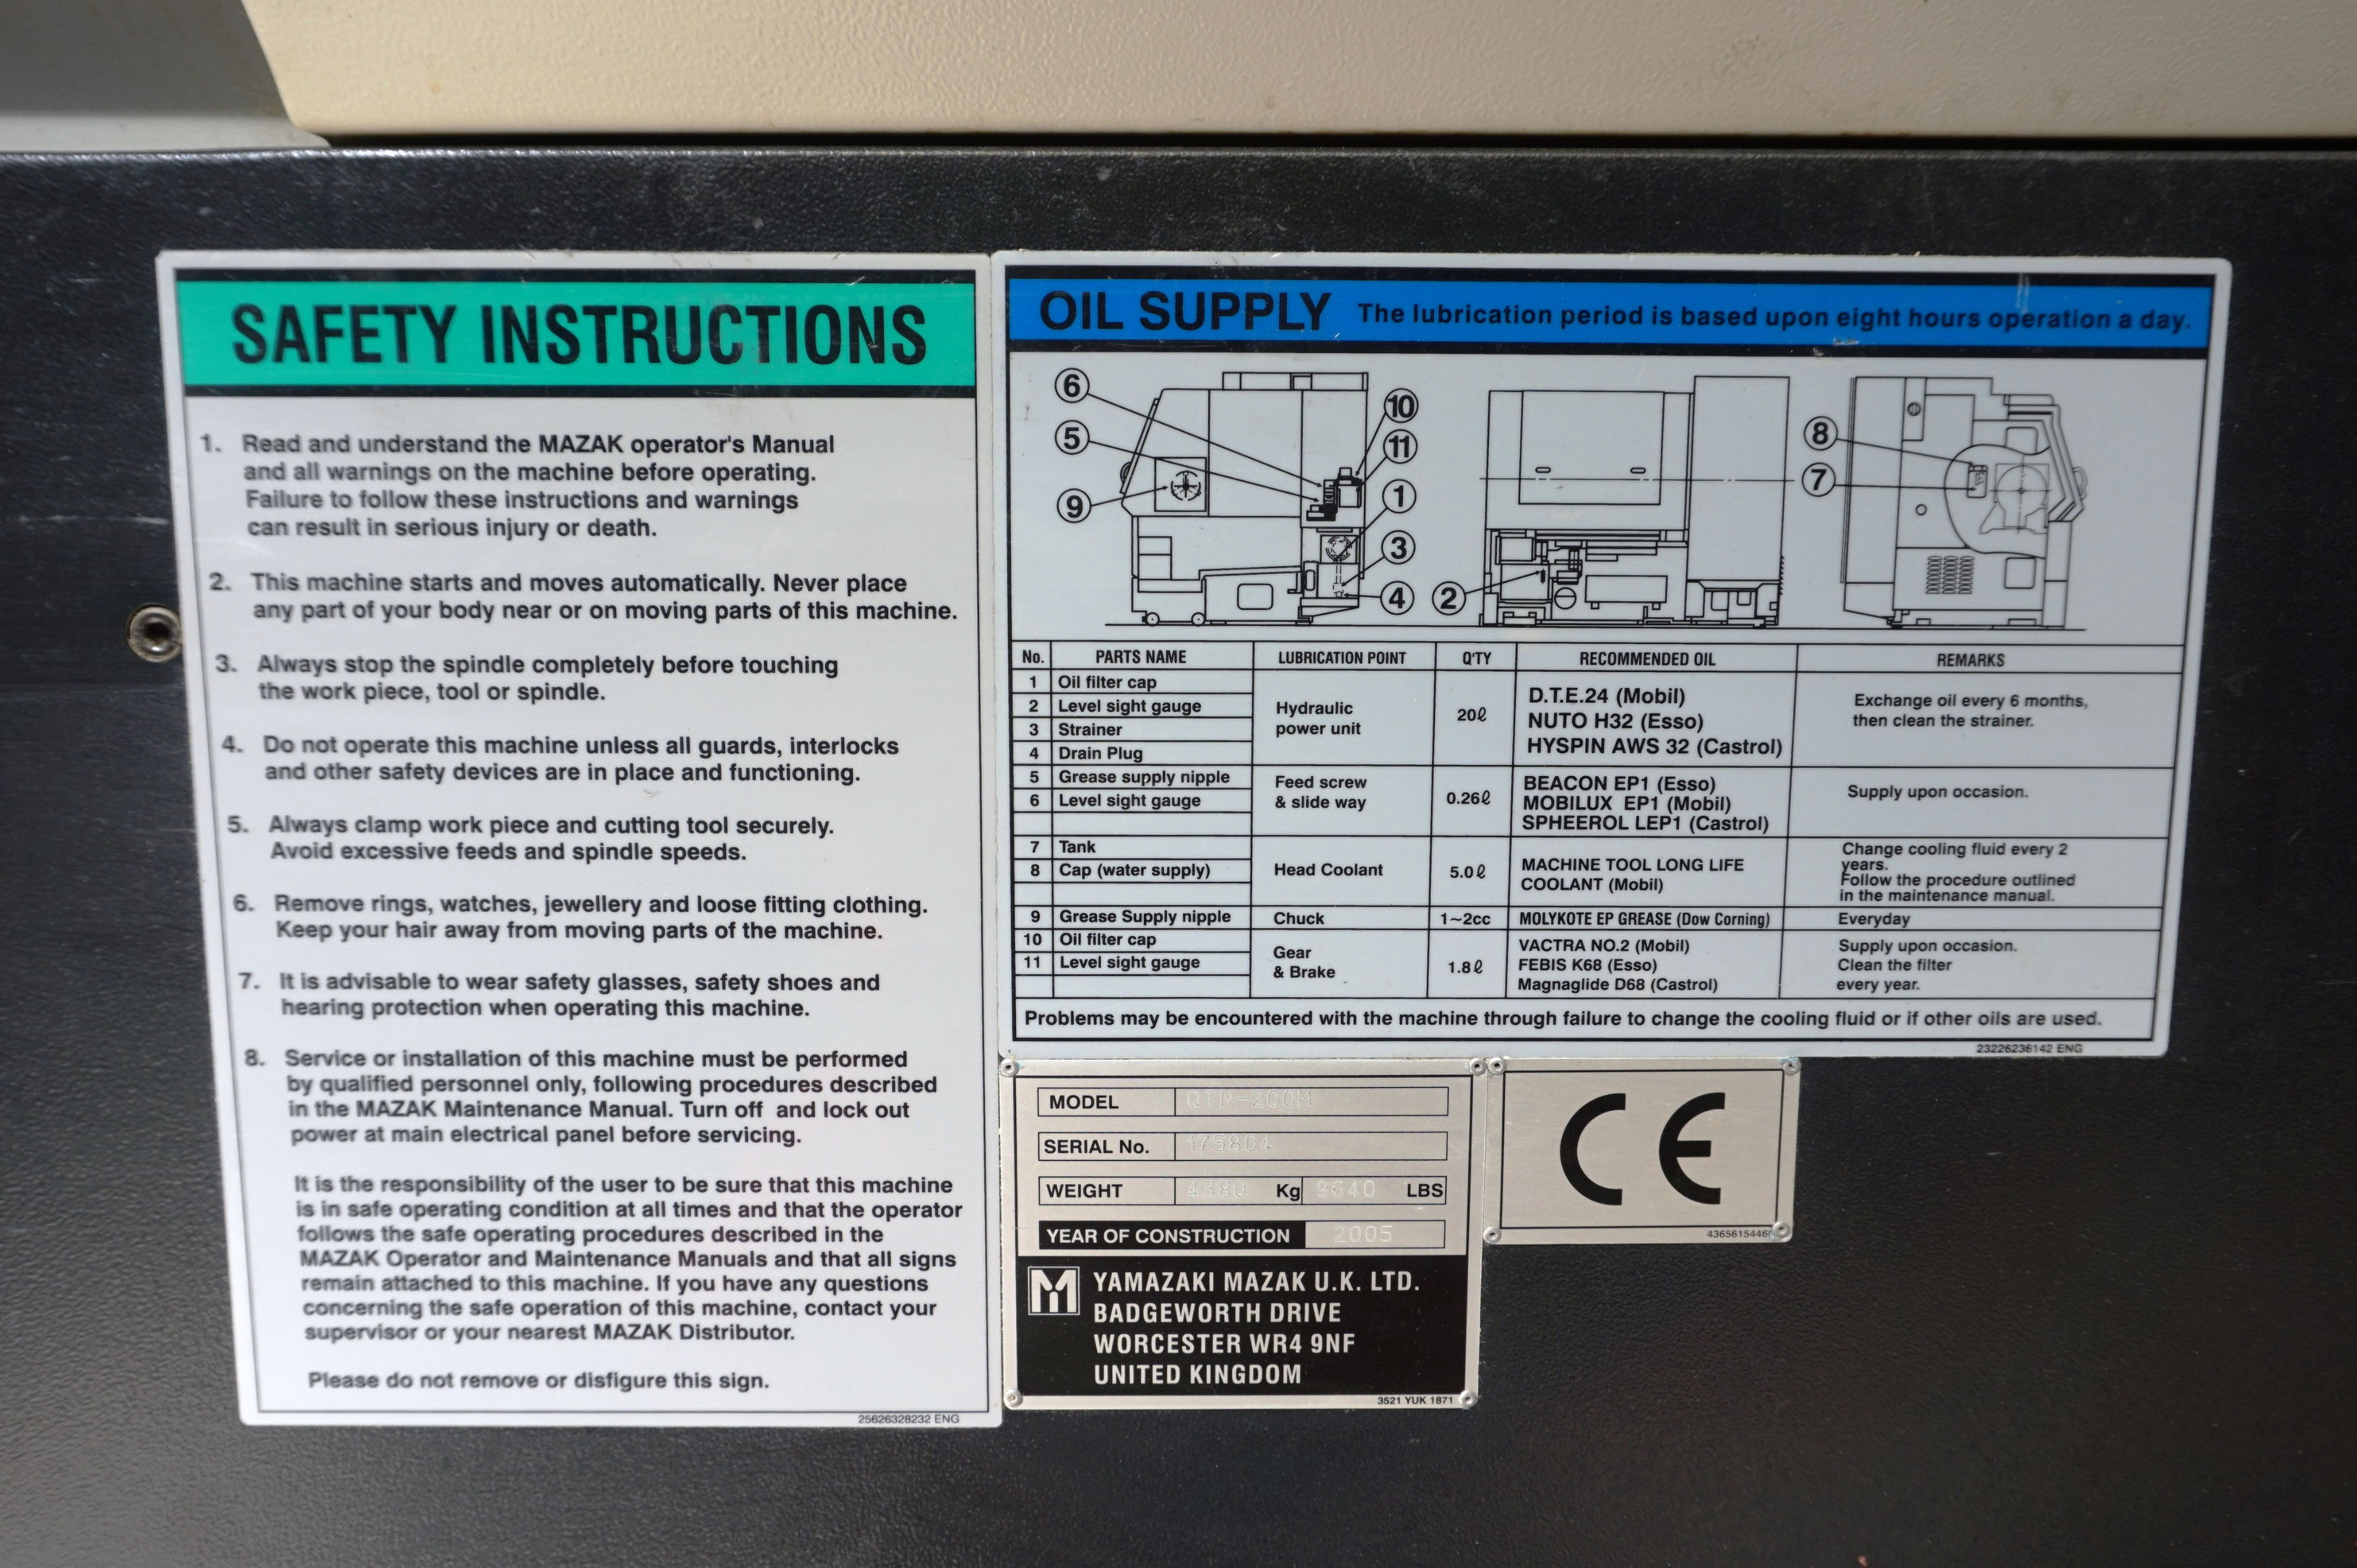 SAFETY INSTRUCTIONS
1. Read and understand the MAZAK operator's Manual
and all warnings on the machine before operating.
Failure to follow these instructions and warnings
can result in serious injury or death.
2. This machine starts and moves automatically. Never place
any part of your body near or on moving parts of this machine.
3. Always stop the spindle completely before touching
the work piece, tool or spindle.
4. Do not operate this machine unless all guards, interlocks
and other safety devices are in place and functioning.
5. Always clamp work piece and cutting tool securely.
Avoid excessive feeds and spindle speeds.
6. Remove rings, watches, jewellery and loose fitting clothing.
Keep your hair away from moving parts of the machine.
7. It is advisable to wear safety glasses, safety shoes and
hearing protection when operating this machine.
8. Service or installation of this machine must be performed
by qualified personnel only, following procedures described
in the MAZAK Maintenance Manual. Turn off and lock out
power at main electrical panel before servicing.
It is the responsibility of the user to be sure that this machine
is in safe operating condition at all times and that the operator
follows the safe operating procedures described in the
MAZAK Operator and Maintenance Manuals and that all signs
remain attached to this machine. If you have any questions
concerning the safe operation of this machine, contact your
supervisor or your nearest MAZAK Distributor.
Please do not remove or disfigure this sign.
25626328232 ENG
OIL SUPPLY The lubrication period is based upon eight hours operation a day.
6
5
9
10
11
1
3
4
2
8
7
No. PARTS NAME LUBRICATION POINT Q'TY RECOMMENDED OIL REMARKS
1 Oil filter cap
2 Level sight gauge
3 Strainer
4 Drain Plug
Hydraulic
power unit
20ℓ
D.T.E.24 (Mobil)
NUTO H32 (Esso)
HYSPIN AWS 32 (Castrol)
Exchange oil every 6 months,
then clean the strainer.
5 Grease supply nipple
6 Level sight gauge
Feed screw
& slide way
0.26ℓ
BEACON EP1 (Esso)
MOBILUX EP1 (Mobil)
SPHEEROL LEP1 (Castrol)
Supply upon occasion.
7 Tank
8 Cap (water supply)
Head Coolant
5.0ℓ
MACHINE TOOL LONG LIFE
COOLANT (Mobil)
Change cooling fluid every 2
years.
Follow the procedure outlined
in the maintenance manual.
9 Grease Supply nipple Chuck 1~2cc MOLYKOTE EP GREASE (Dow Corning) Everyday
10 Oil filter cap
11 Level sight gauge
Gear
& Brake
1.8ℓ
VACTRA NO.2 (Mobil)
FEBIS K68 (Esso)
Magnaglide D68 (Castrol)
Supply upon occasion.
Clean the filter
every year.
Problems may be encountered with the machine through failure to change the cooling fluid or if other oils are used.
23226236142 ENG
MODEL QTN-200M
SERIAL No. 175804
WEIGHT 4380 Kg 9640 LBS
YEAR OF CONSTRUCTION 2005
YAMAZAKI MAZAK U.K. LTD.
BADGEWORTH DRIVE
WORCESTER WR4 9NF
UNITED KINGDOM
3521 YUK 1871
CE